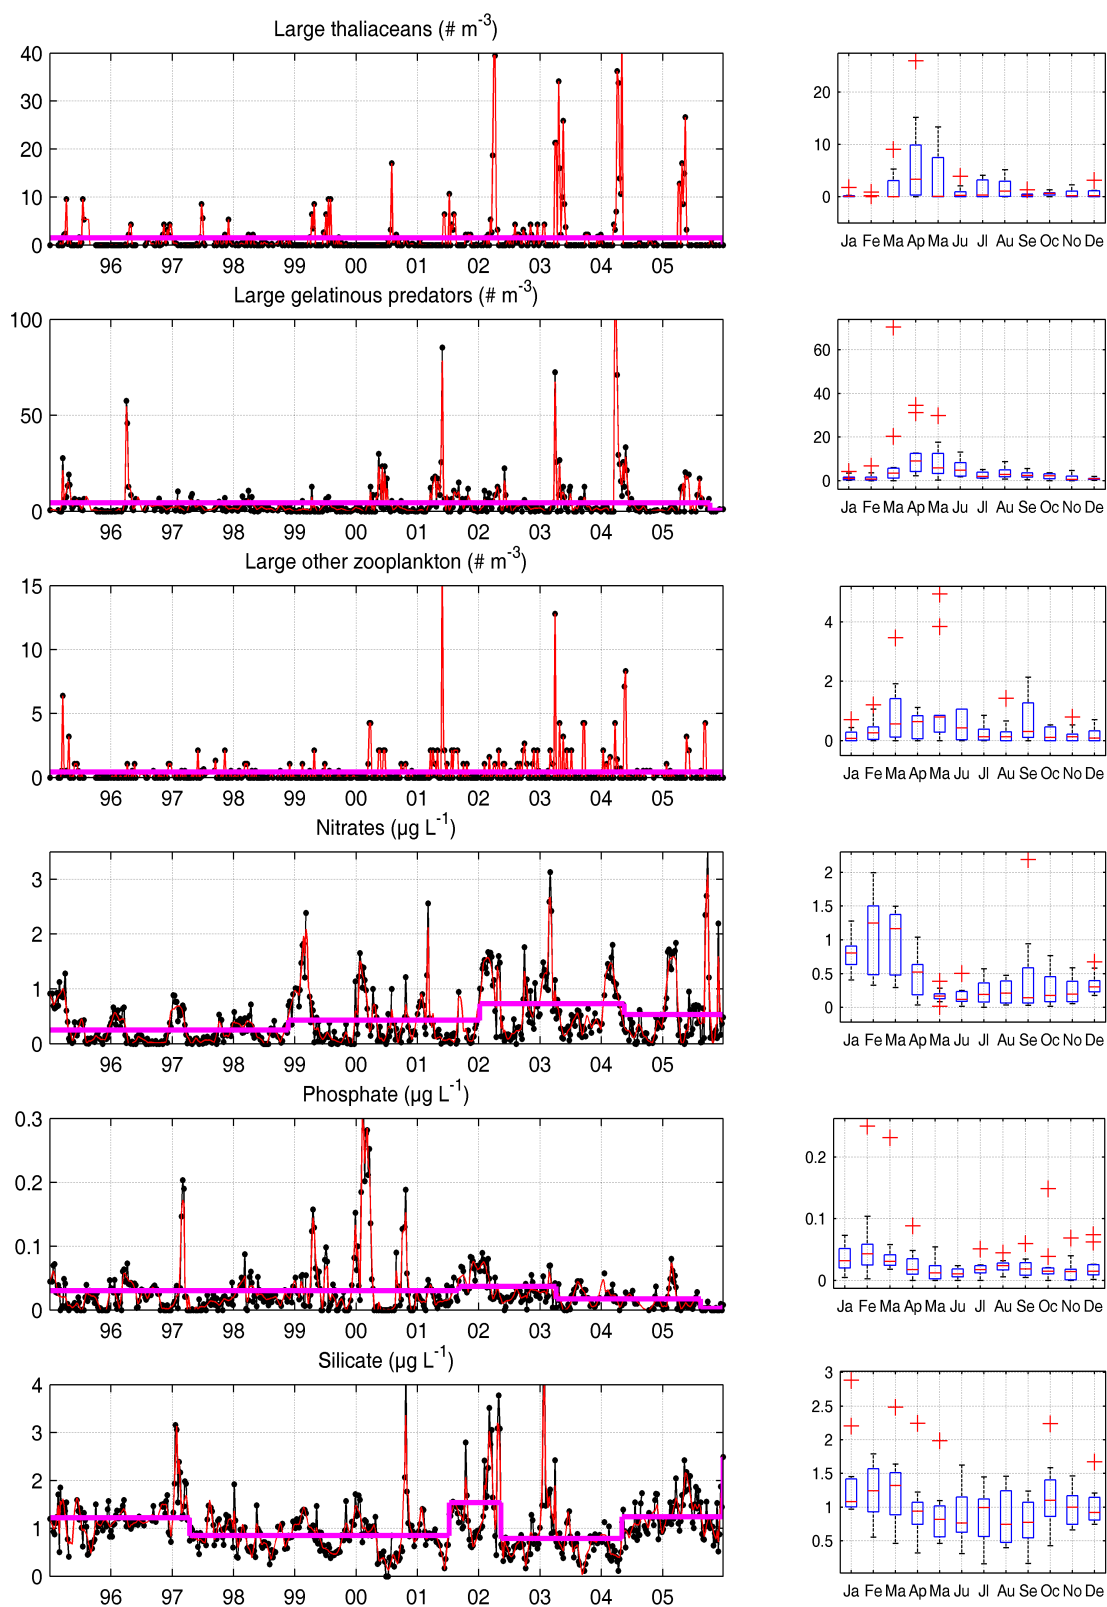 Large thaliaceans (# m-3)
40
30
20
10
0
96 97 98 99 00 01 02 03 04 05
20
10
0
Ja Fe Ma Ap Ma Ju Jl Au Se Oc No De
Large gelatinous predators (# m-3)
100
50
0
96 97 98 99 00 01 02 03 04 05
60
40
20
0
Ja Fe Ma Ap Ma Ju Jl Au Se Oc No De
Large other zooplankton (# m-3)
15
10
5
0
96 97 98 99 00 01 02 03 04 05
4
2
0
Ja Fe Ma Ap Ma Ju Jl Au Se Oc No De
Nitrates (µg L-1)
3
2
1
0
96 97 98 99 00 01 02 03 04 05
2
1.5
1
0.5
0
Ja Fe Ma Ap Ma Ju Jl Au Se Oc No De
Phosphate (µg L-1)
0.3
0.2
0.1
0
96 97 98 99 00 01 02 03 04 05
0.2
0.1
0
Ja Fe Ma Ap Ma Ju Jl Au Se Oc No De
Silicate (µg L-1)
4
3
2
1
0
96 97 98 99 00 01 02 03 04 05
3
2.5
2
1.5
1
0.5
Ja Fe Ma Ap Ma Ju Jl Au Se Oc No De